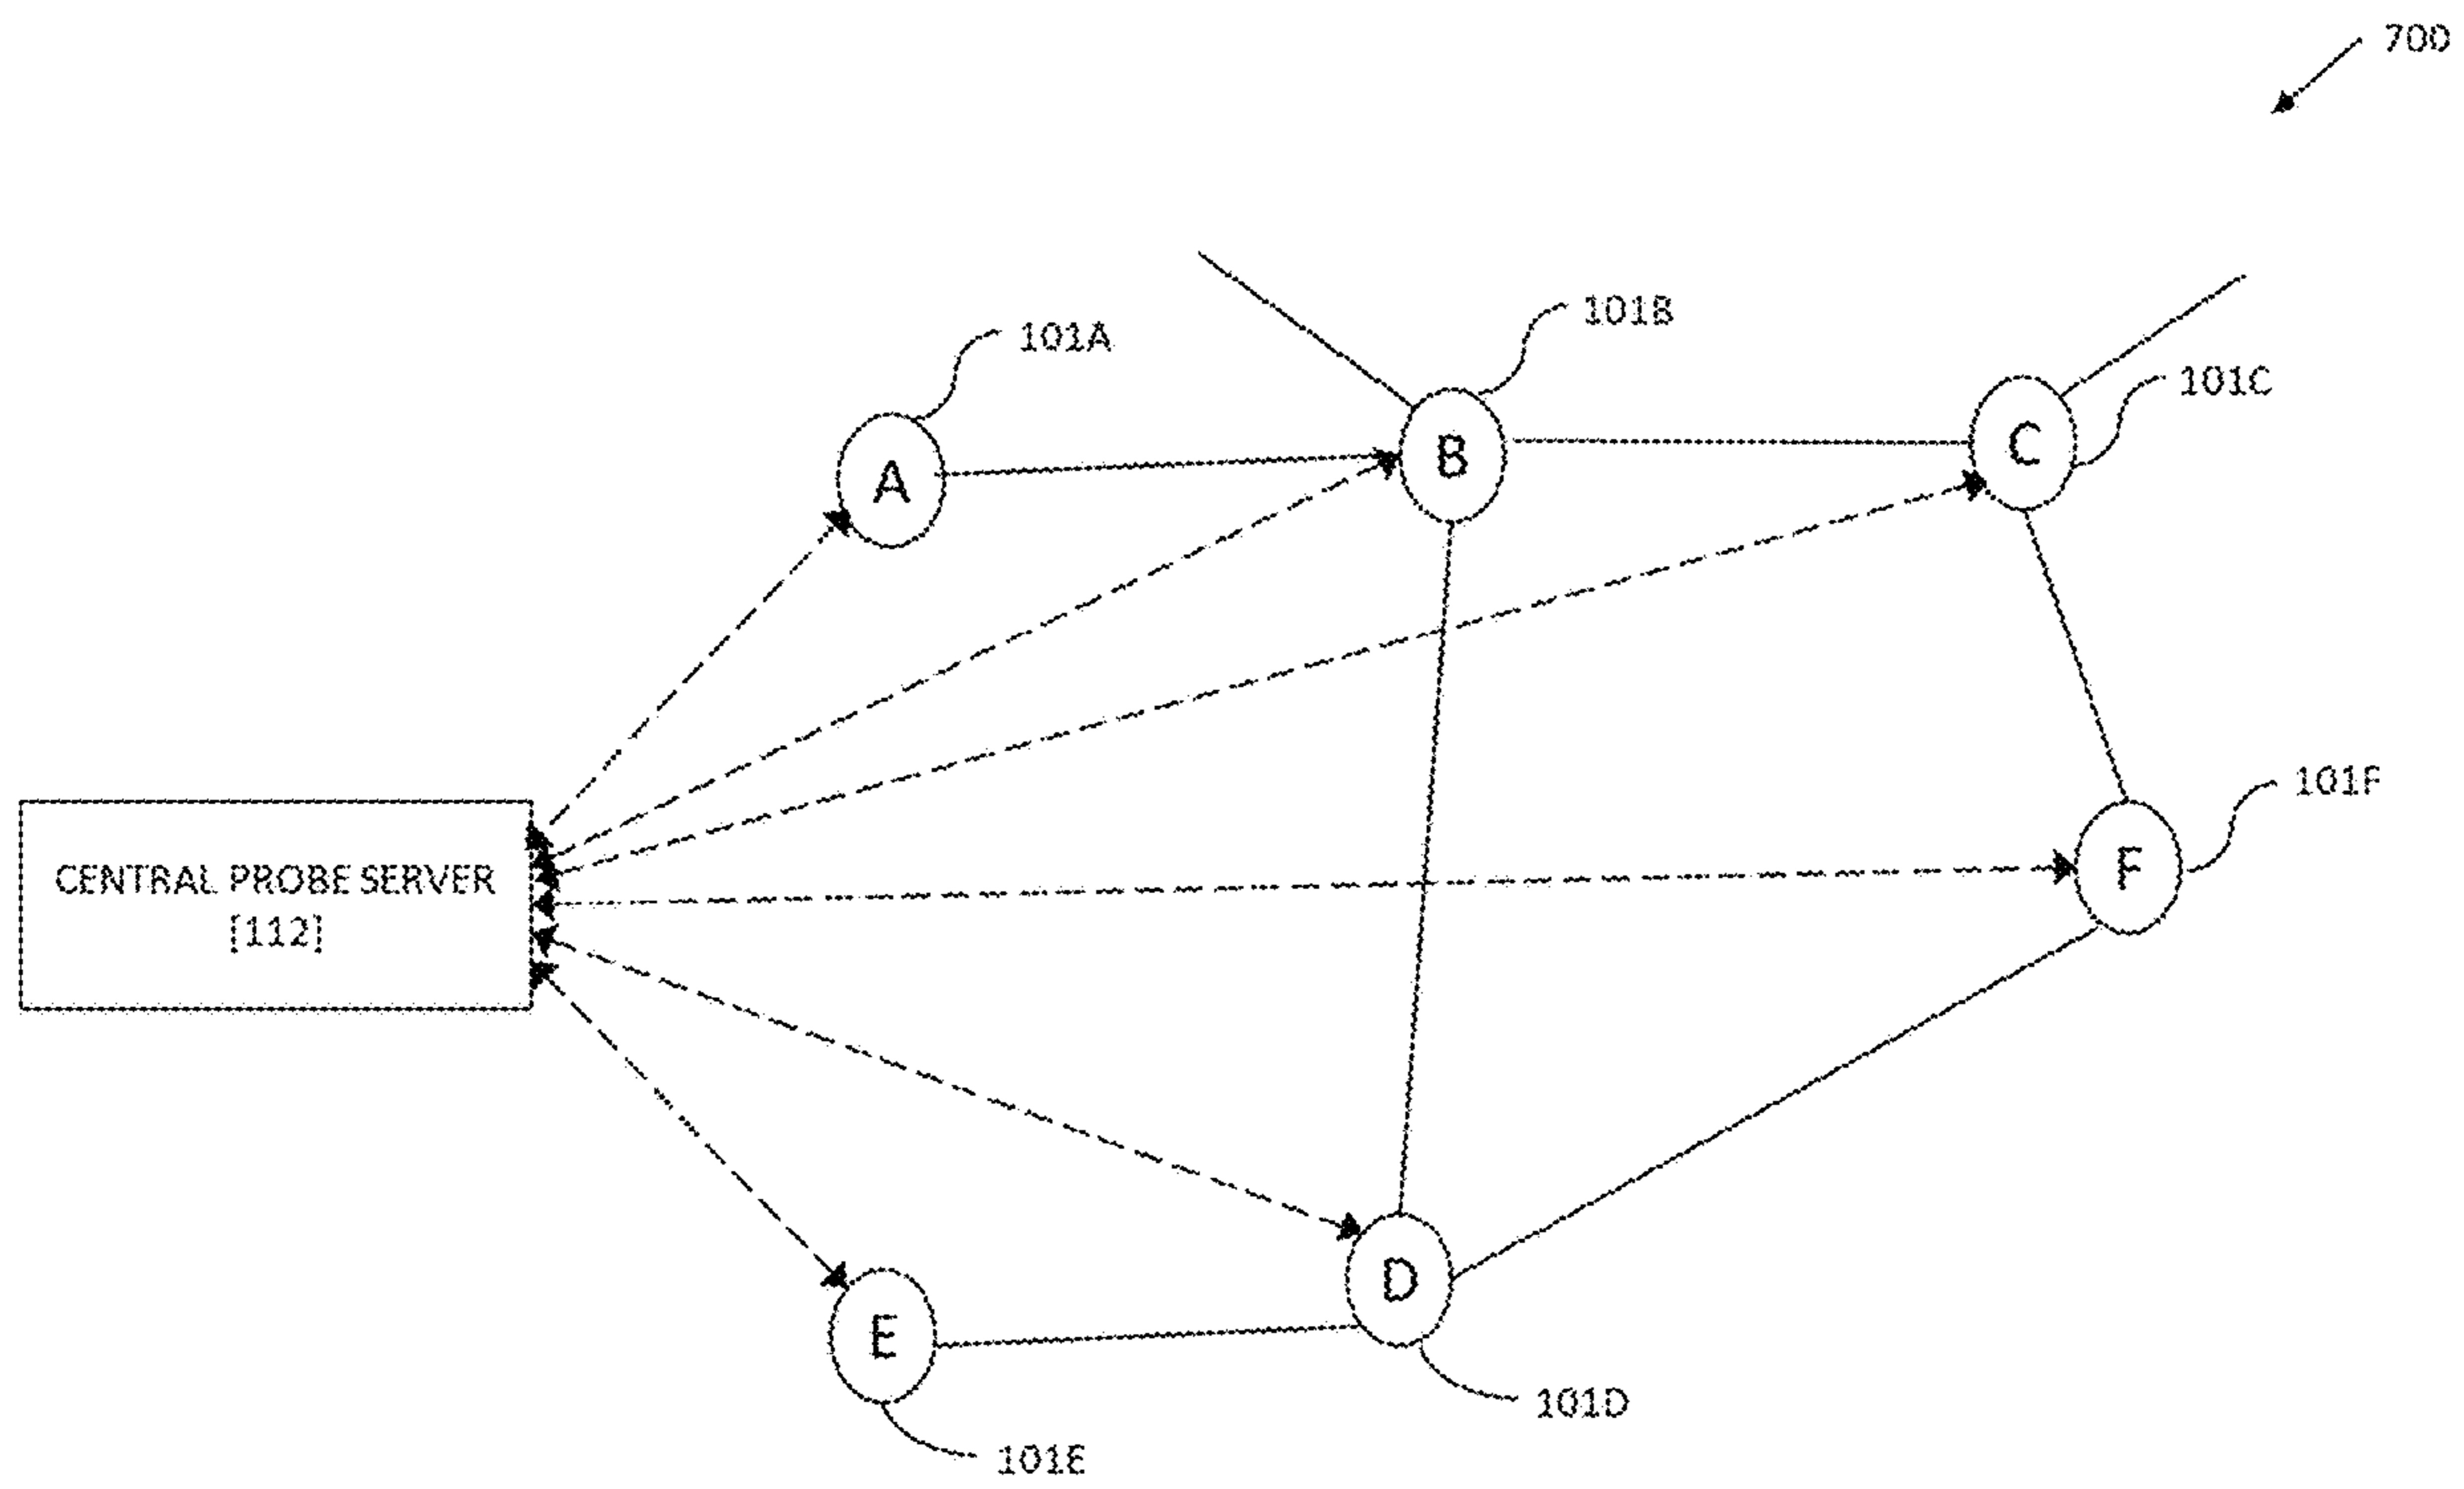 700
101A
101B
101C
A
B
C
101F
F
CENTRAL PROBE SERVER
[112]
D
E
101D
101E